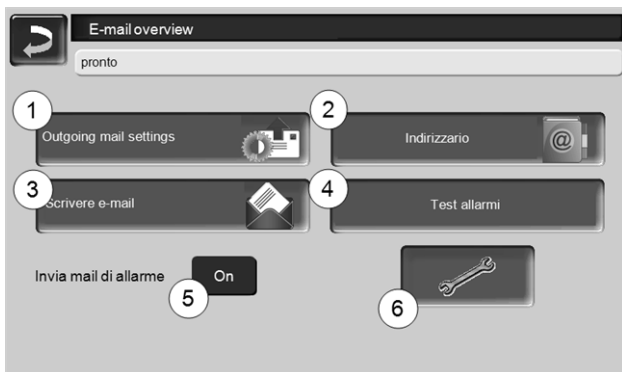 E-mail overview
pronto
1
Outgoing mail settings
2
Indirizzario
@
3
Scrivere e-mail
4
Test allarmi
Invia mail di allarme
On
5
6